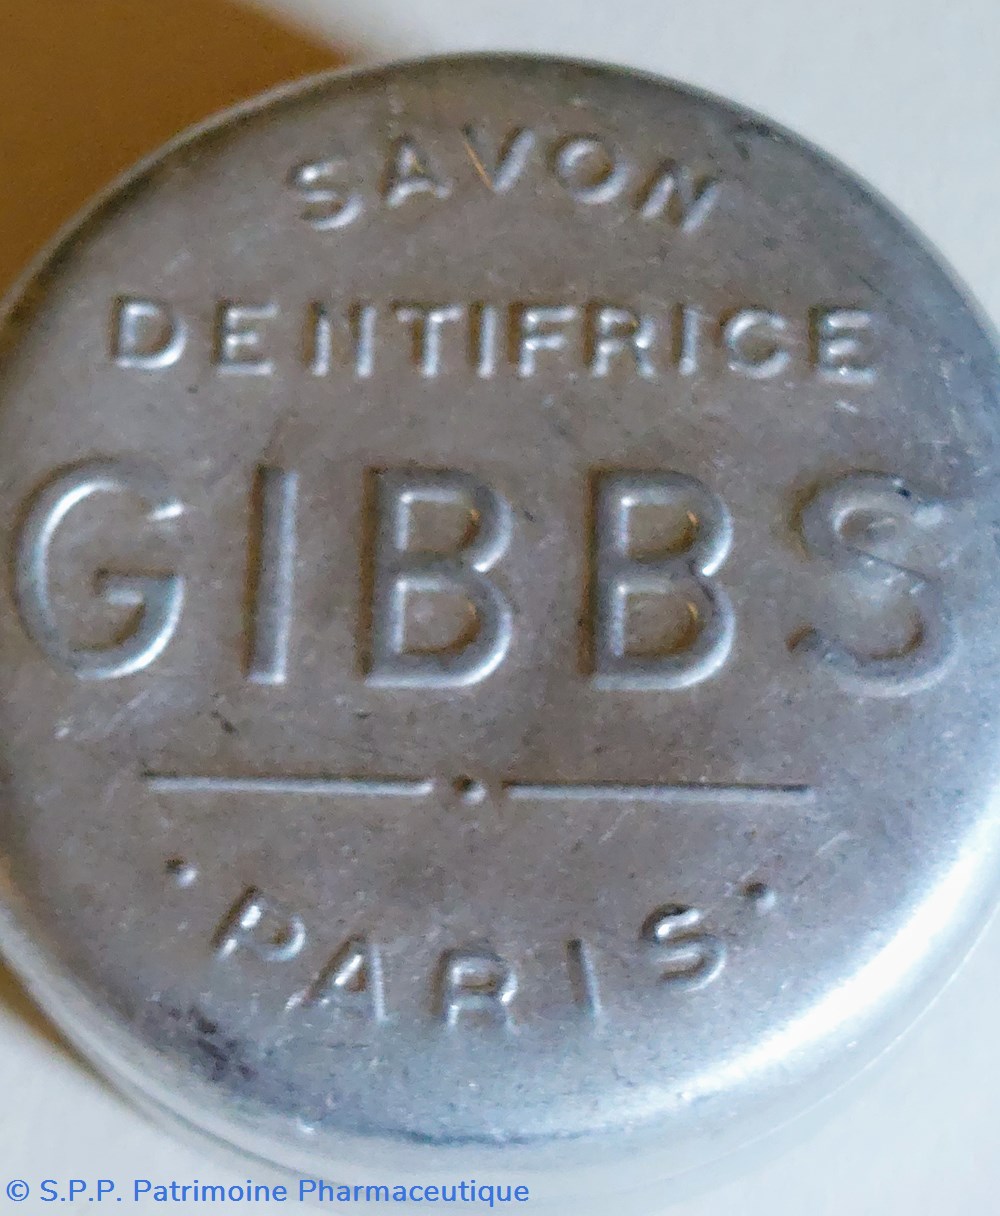 SAVON
DENTIFRICE
GIBBS
PARIS
© S.P.P. Patrimoine Pharmaceutique